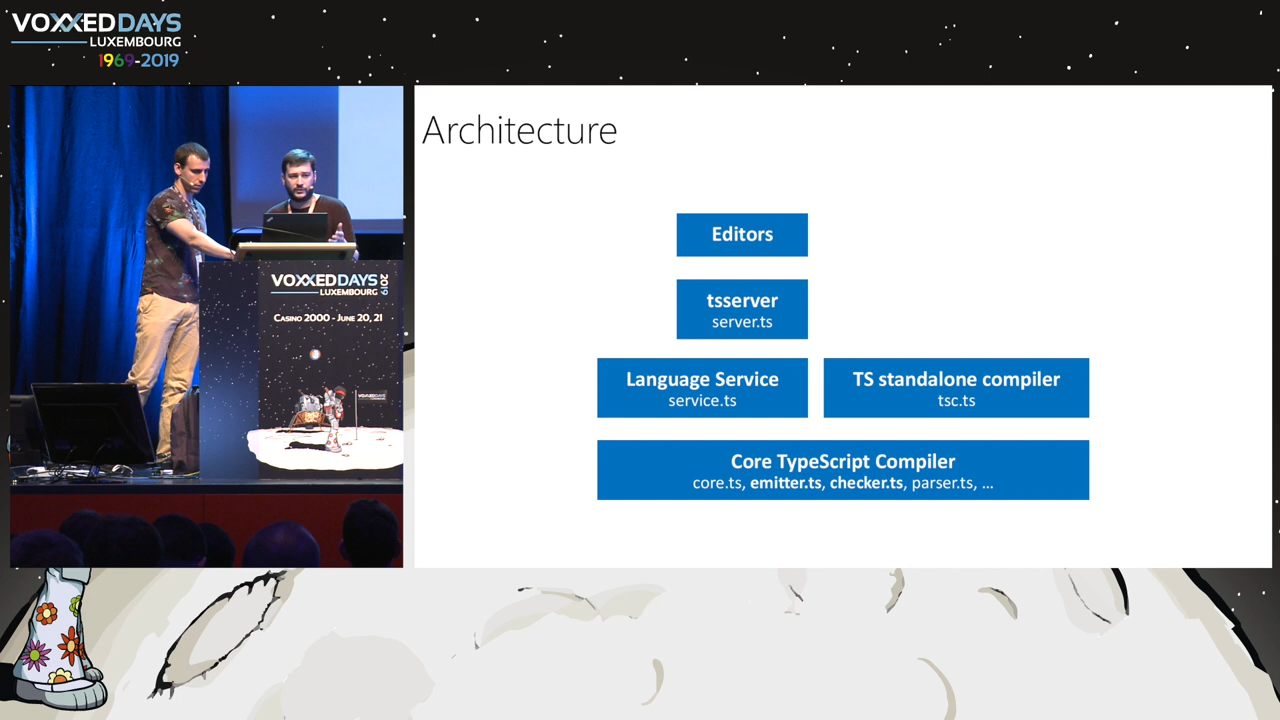 VOXXEDDAYS
LUXEMBOURG
1969-2019
VOXXEDDAYS 2019
LUXEMBOURG
CASINO 2000 - JUNE 20, 21
Architecture
Editors
tsserver
server.ts
Language Service
service.ts
TS standalone compiler
tsc.ts
Core TypeScript Compiler
core.ts, emitter.ts, checker.ts, parser.ts, ...